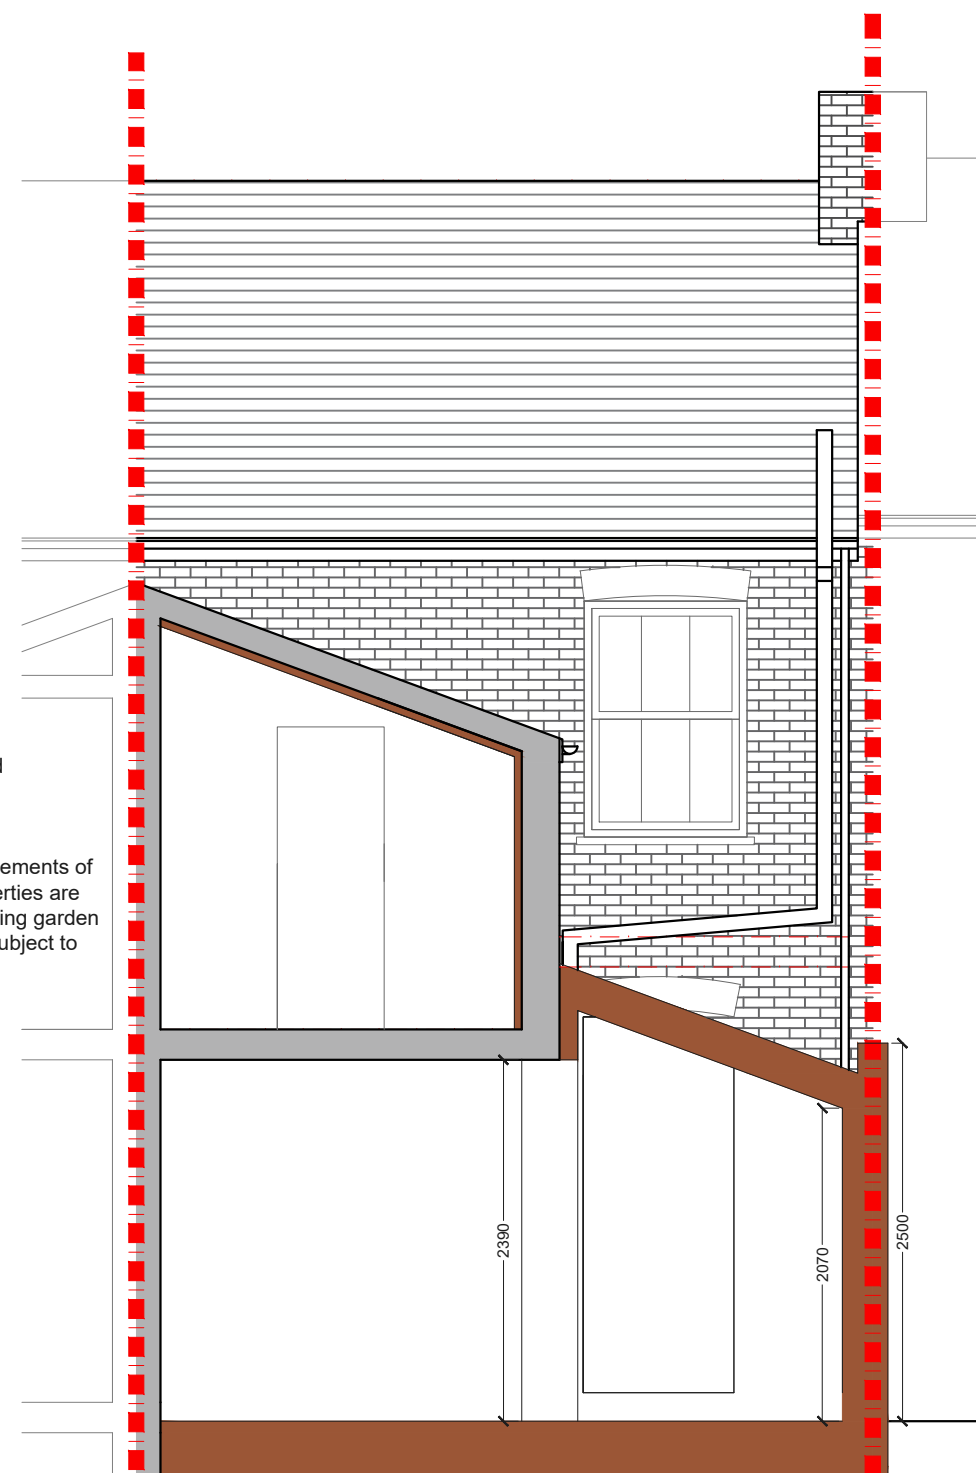 ements of
erties are
ing garden
ubject to
2390
2070
2500